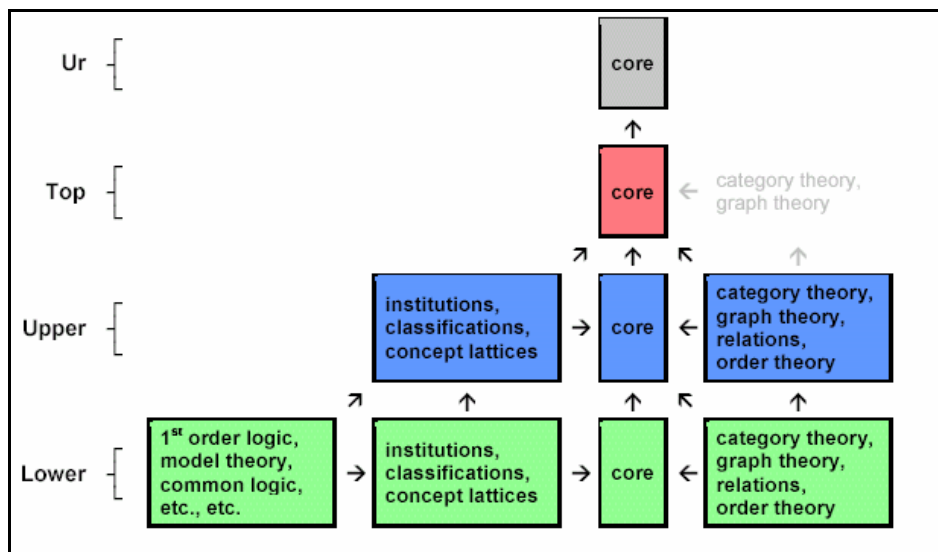 Ur
core
Top
core
category theory,
graph theory
Upper
institutions,
classifications,
concept lattices
core
category theory,
graph theory,
relations,
order theory
Lower
1st order logic,
model theory,
common logic,
etc., etc.
institutions,
classifications,
concept lattices
core
category theory,
graph theory,
relations,
order theory